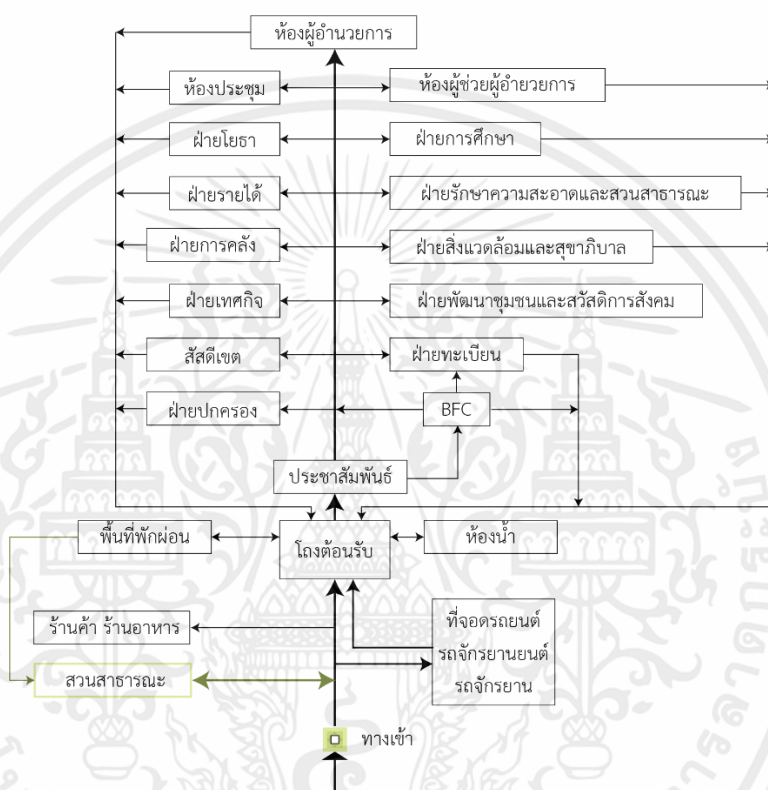 ห้องผู้อำนวยการ
ห้องประชุม
ห้องผู้ช่วยผู้อำยวยการ
ฝ่ายโยธา
ฝ่ายการศึกษา
ฝ่ายรายได้
ฝ่ายรักษาความสะอาดและสวนสาธารณะ
ฝ่ายการคลัง
ฝ่ายสิ่งแวดล้อมและสุขาภิบาล
ฝ่ายเทศกิจ
ฝ่ายพัฒนาชุมชนและสวัสดิการสังคม
สัสดีเขต
ฝ่ายทะเบียน
ฝ่ายปกครอง
BFC
ประชาสัมพันธ์
พื้นที่พักผ่อน
โถงต้อนรับ
ห้องน้ำ
ร้านค้า ร้านอาหาร
ที่จอดรถยนต์
รถจักรยานยนต์
รถจักรยาน
สวนสาธารณะ
ทางเข้า